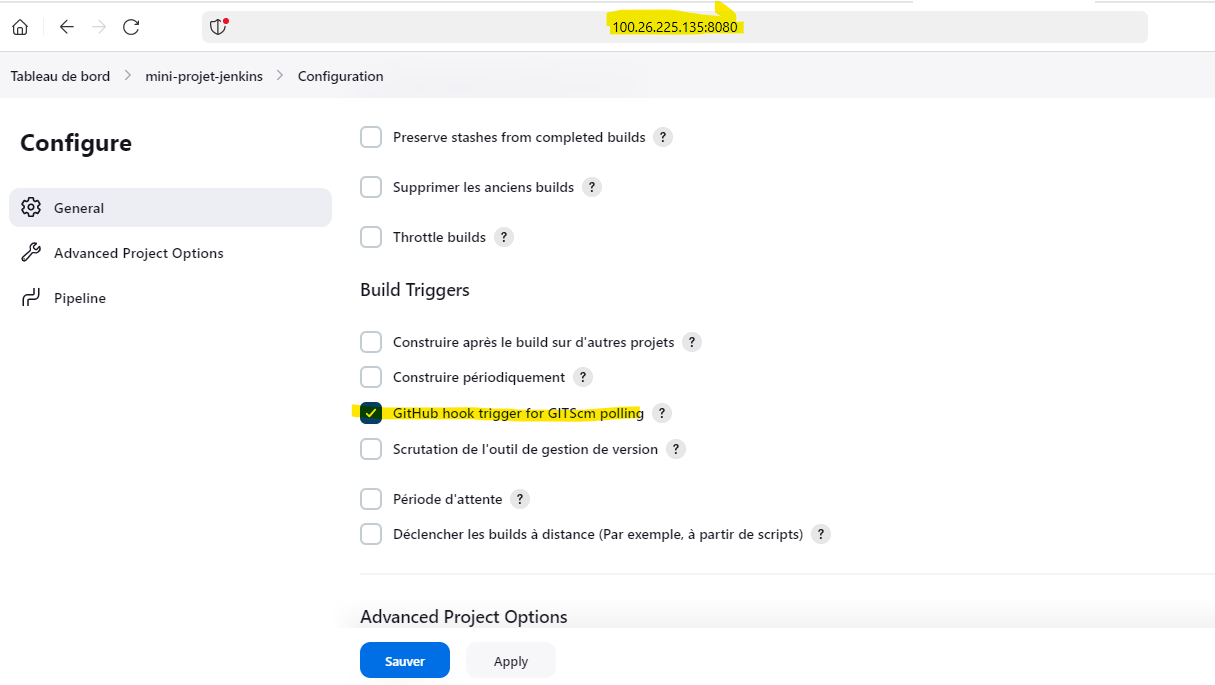 100.26.225.135:8080
Tableau de bord > mini-projet-jenkins > Configuration
Configure
General
Advanced Project Options
Pipeline
Preserve stashes from completed builds ?
Supprimer les anciens builds ?
Throttle builds ?
Build Triggers
Construire après le build sur d'autres projets ?
Construire périodiquement ?
GitHub hook trigger for GITScm polling ?
Scrutation de l'outil de gestion de version ?
Période d'attente ?
Déclencher les builds à distance (Par exemple, à partir de scripts) ?
Advanced Project Options
Sauver
Apply